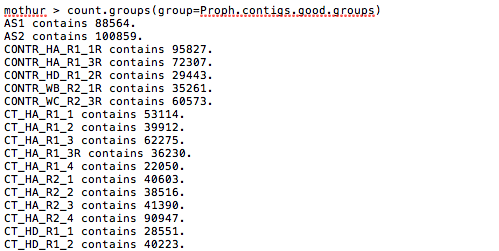 mothur > count.groups(group=Proph.contigs.good.groups)
AS1 contains 88564.
AS2 contains 100859.
CONTR_HA_R1_1R contains 95827.
CONTR_HA_R1_3R contains 72307.
CONTR_HD_R1_2R contains 29443.
CONTR_WB_R2_1R contains 35261.
CONTR_WC_R2_3R contains 60573.
CT_HA_R1_1 contains 53114.
CT_HA_R1_2 contains 39912.
CT_HA_R1_3 contains 62275.
CT_HA_R1_3R contains 36230.
CT_HA_R1_4 contains 22050.
CT_HA_R2_1 contains 40603.
CT_HA_R2_2 contains 38516.
CT_HA_R2_3 contains 41390.
CT_HA_R2_4 contains 90947.
CT_HD_R1_1 contains 28551.
CT_HD_R1_2 contains 40223.